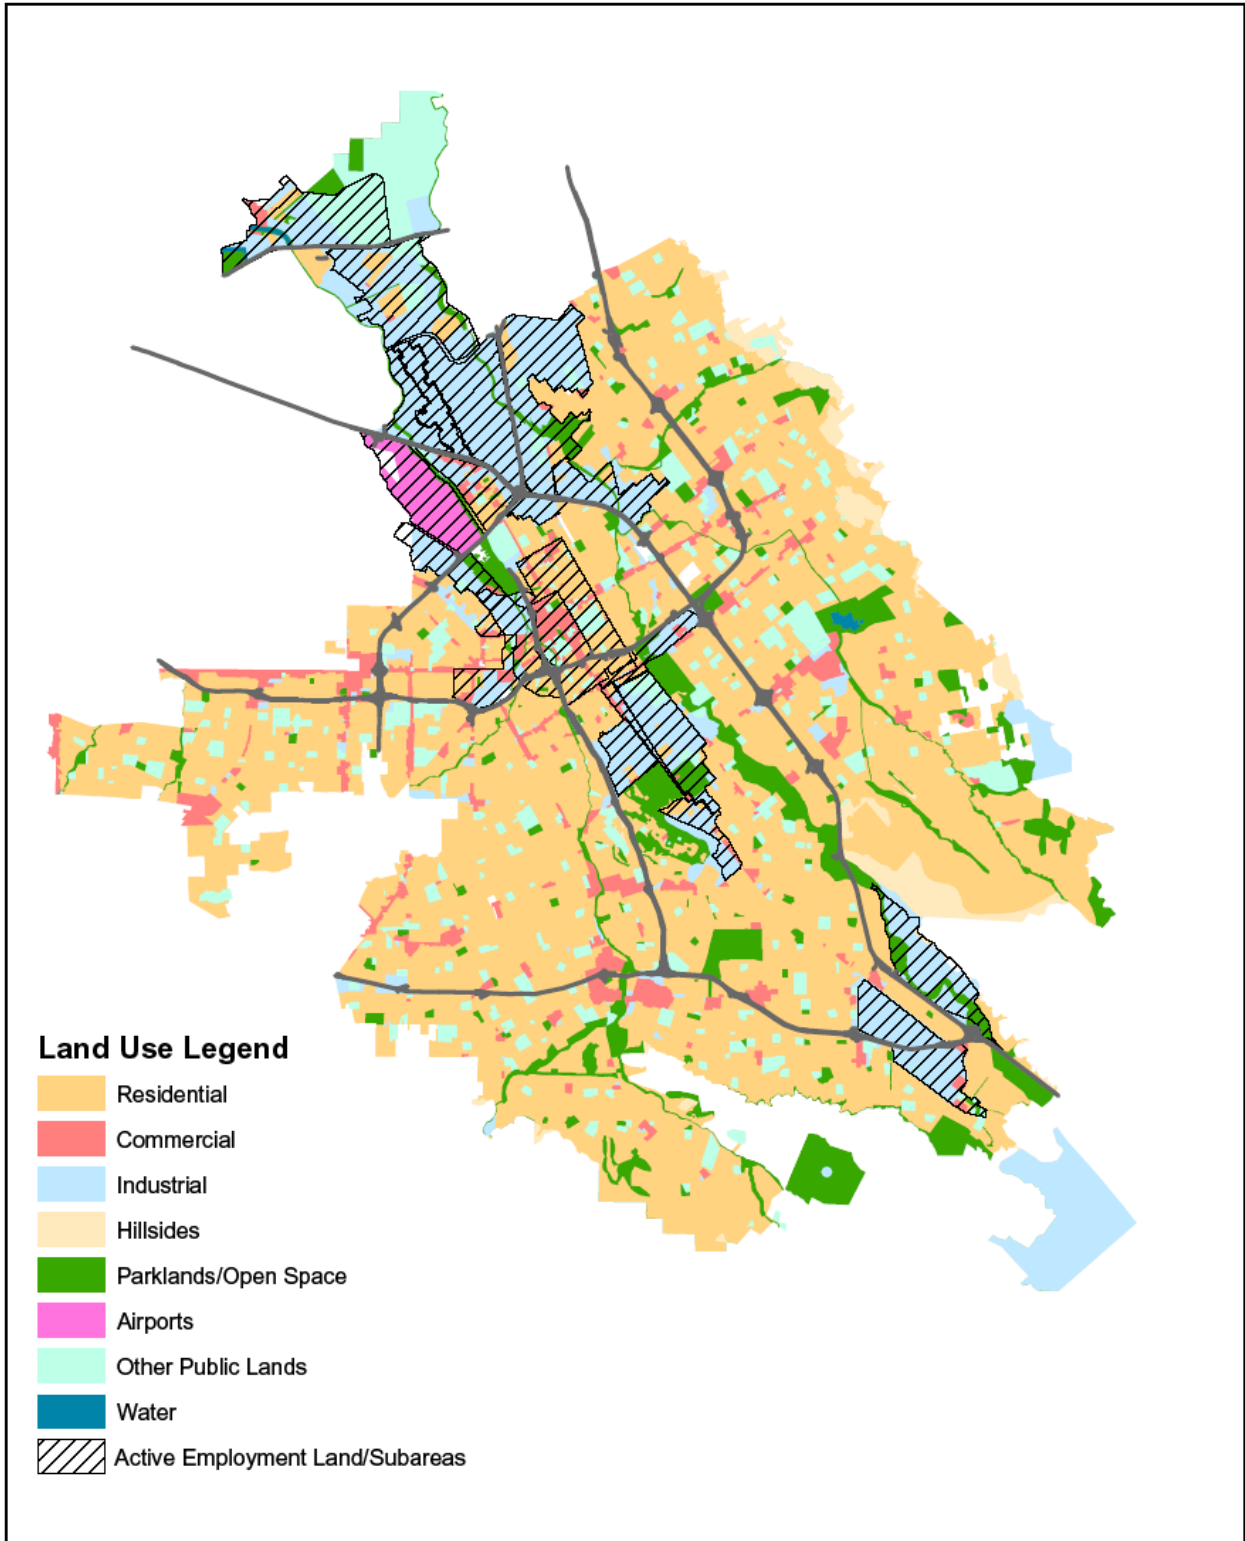 Land Use Legend
Residential
Commercial
Industrial
Hillsides
Parklands/Open Space
Airports
Other Public Lands
Water
Active Employment Land/Subareas